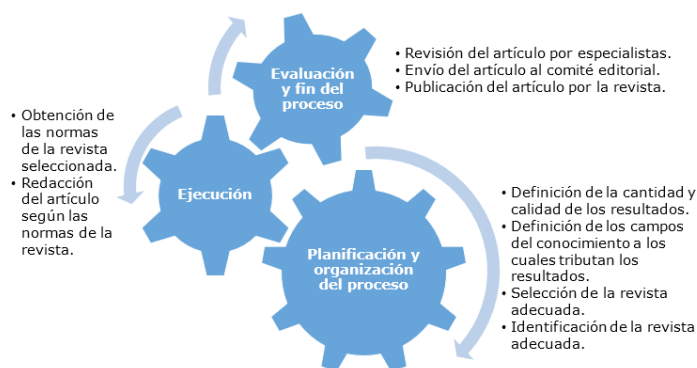 Evaluación
y fin del
proceso
• Revisión del artículo por especialistas.
• Envío del artículo al comité editorial.
• Publicación del artículo por la revista.
• Obtención de
las normas
de la revista
seleccionada.
• Redacción
del artículo
según las
normas de la
revista.
Ejecución
Planificación y
organización
del proceso
• Definición de la cantidad y
calidad de los resultados.
• Definición de los campos
del conocimiento a los
cuales tributan los
resultados.
• Selección de la revista
adecuada.
• Identificación de la revista
adecuada.